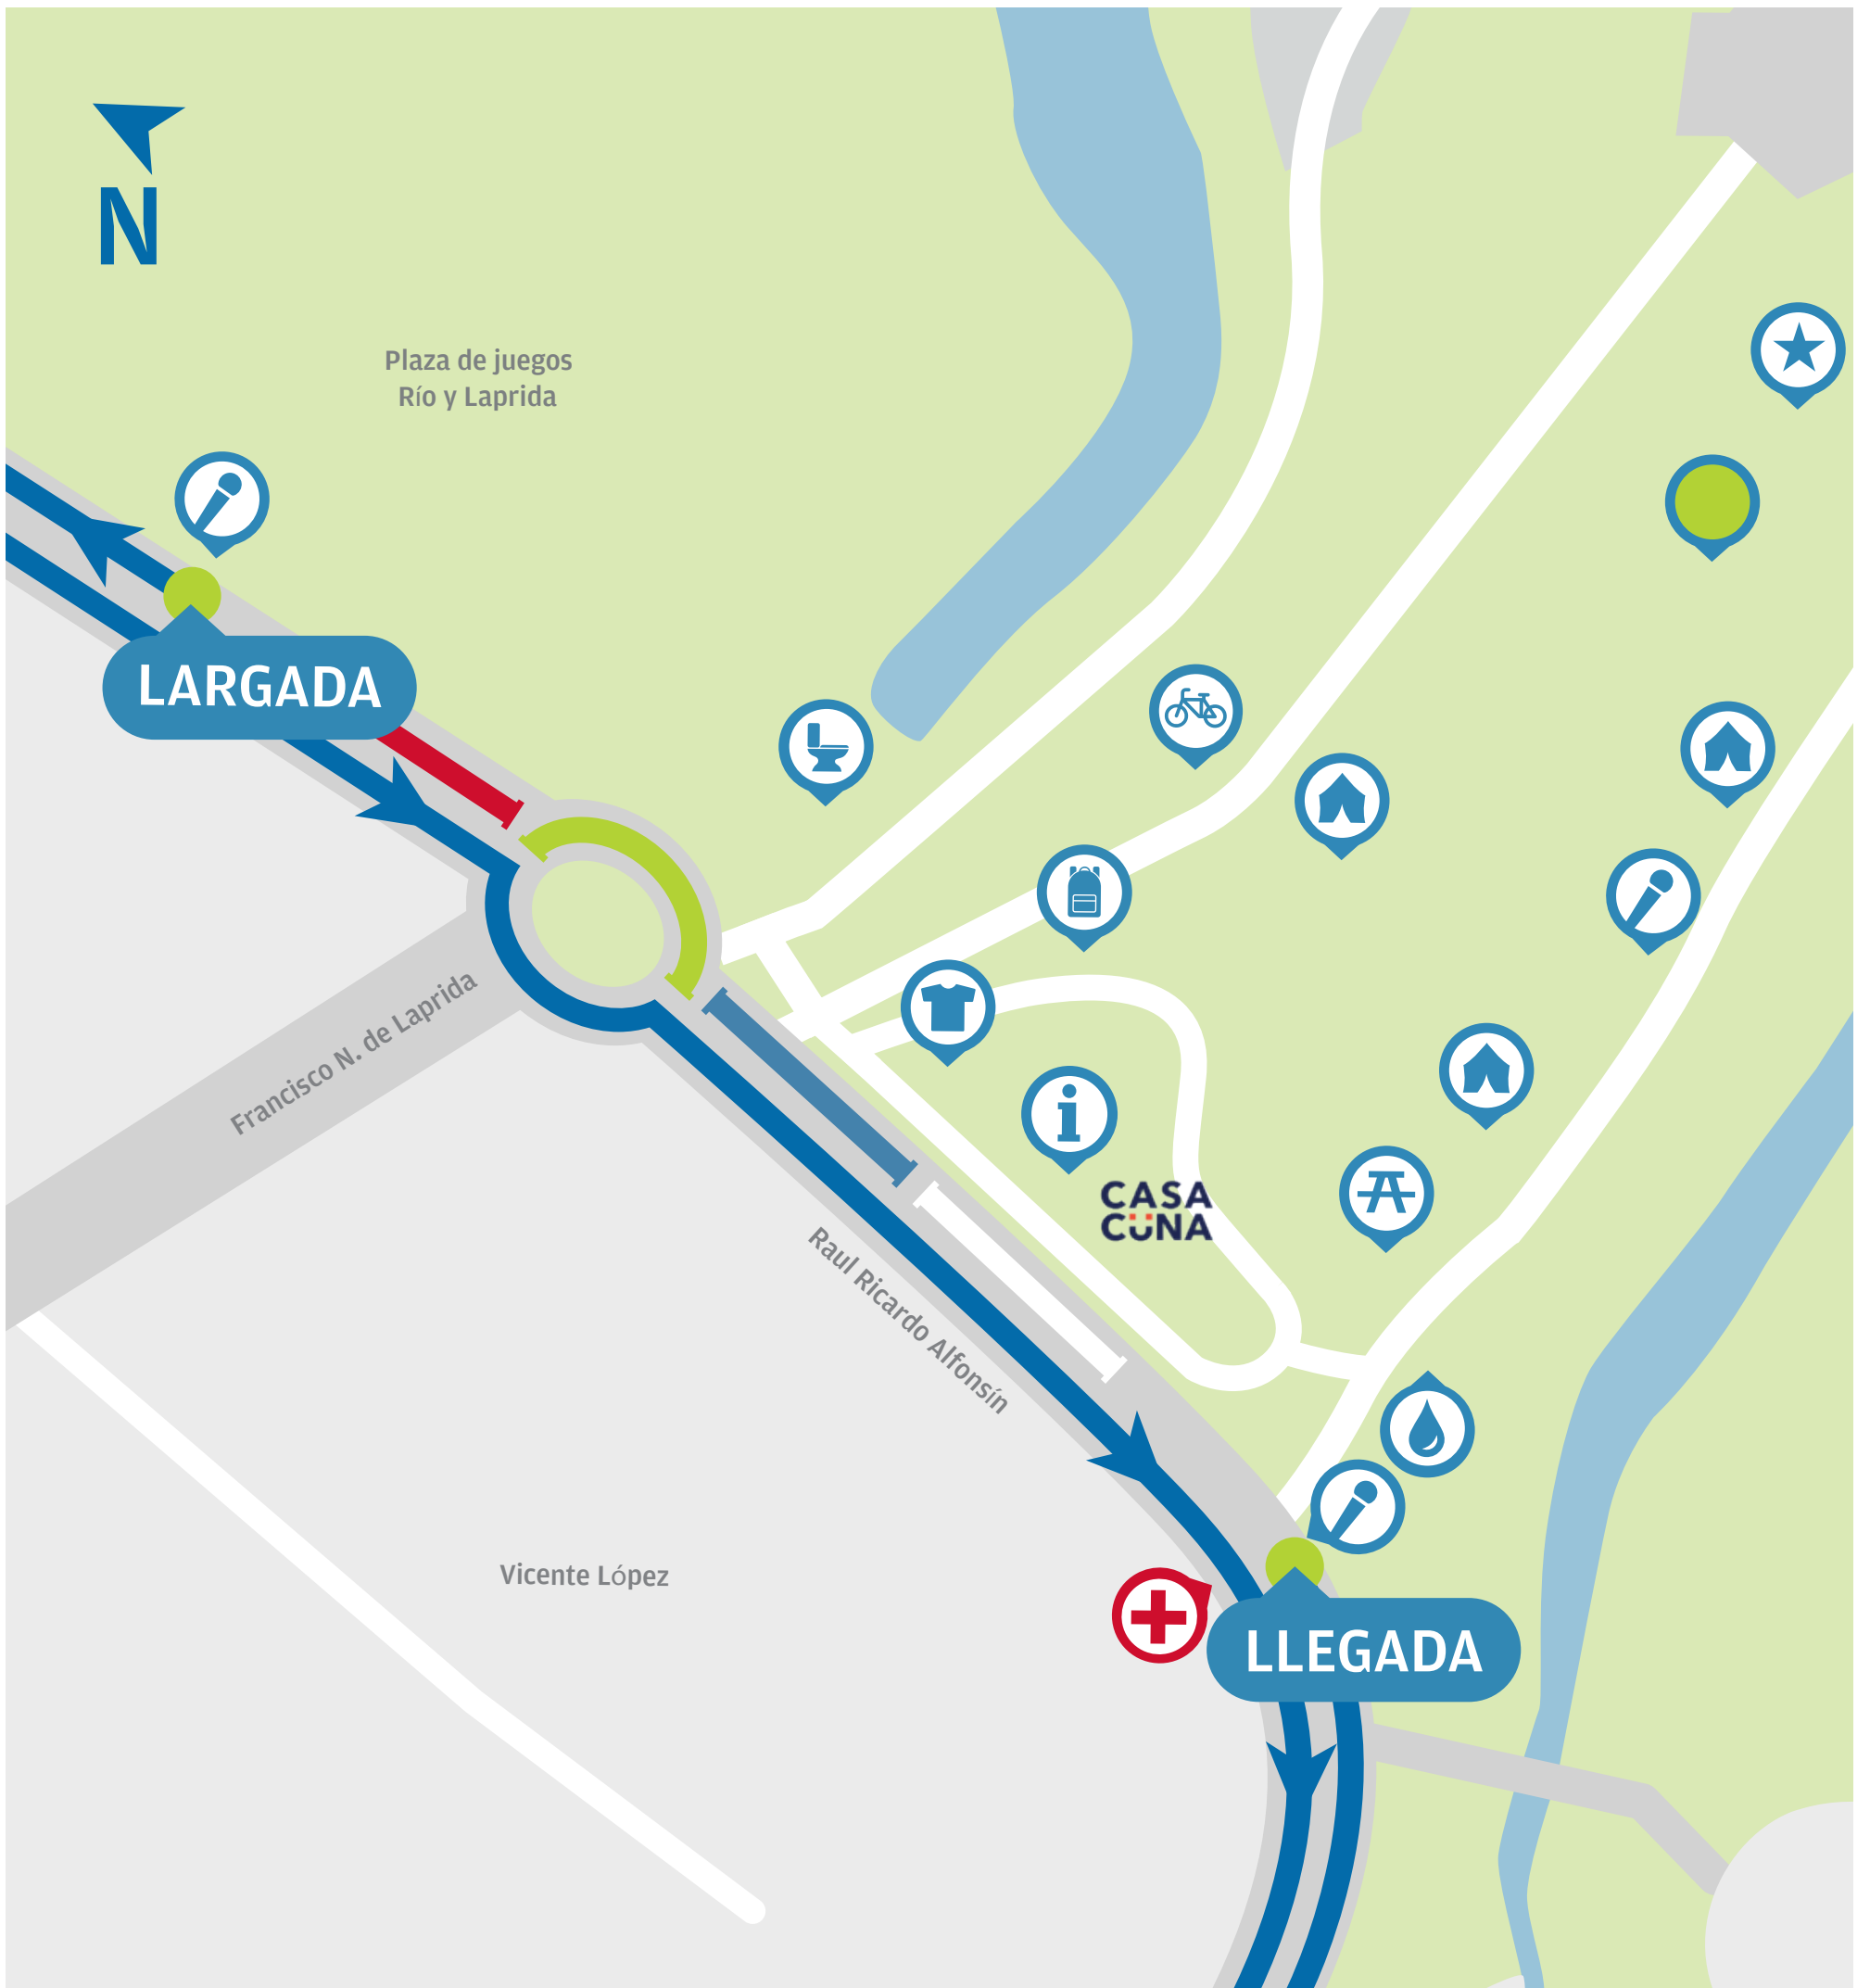 N
Plaza de juegos
Río y Laprida
LARGADA
Francisco N. de Laprida
CASA
CUNA
Raul Ricardo Alfonsín
Vicente López
LLEGADA